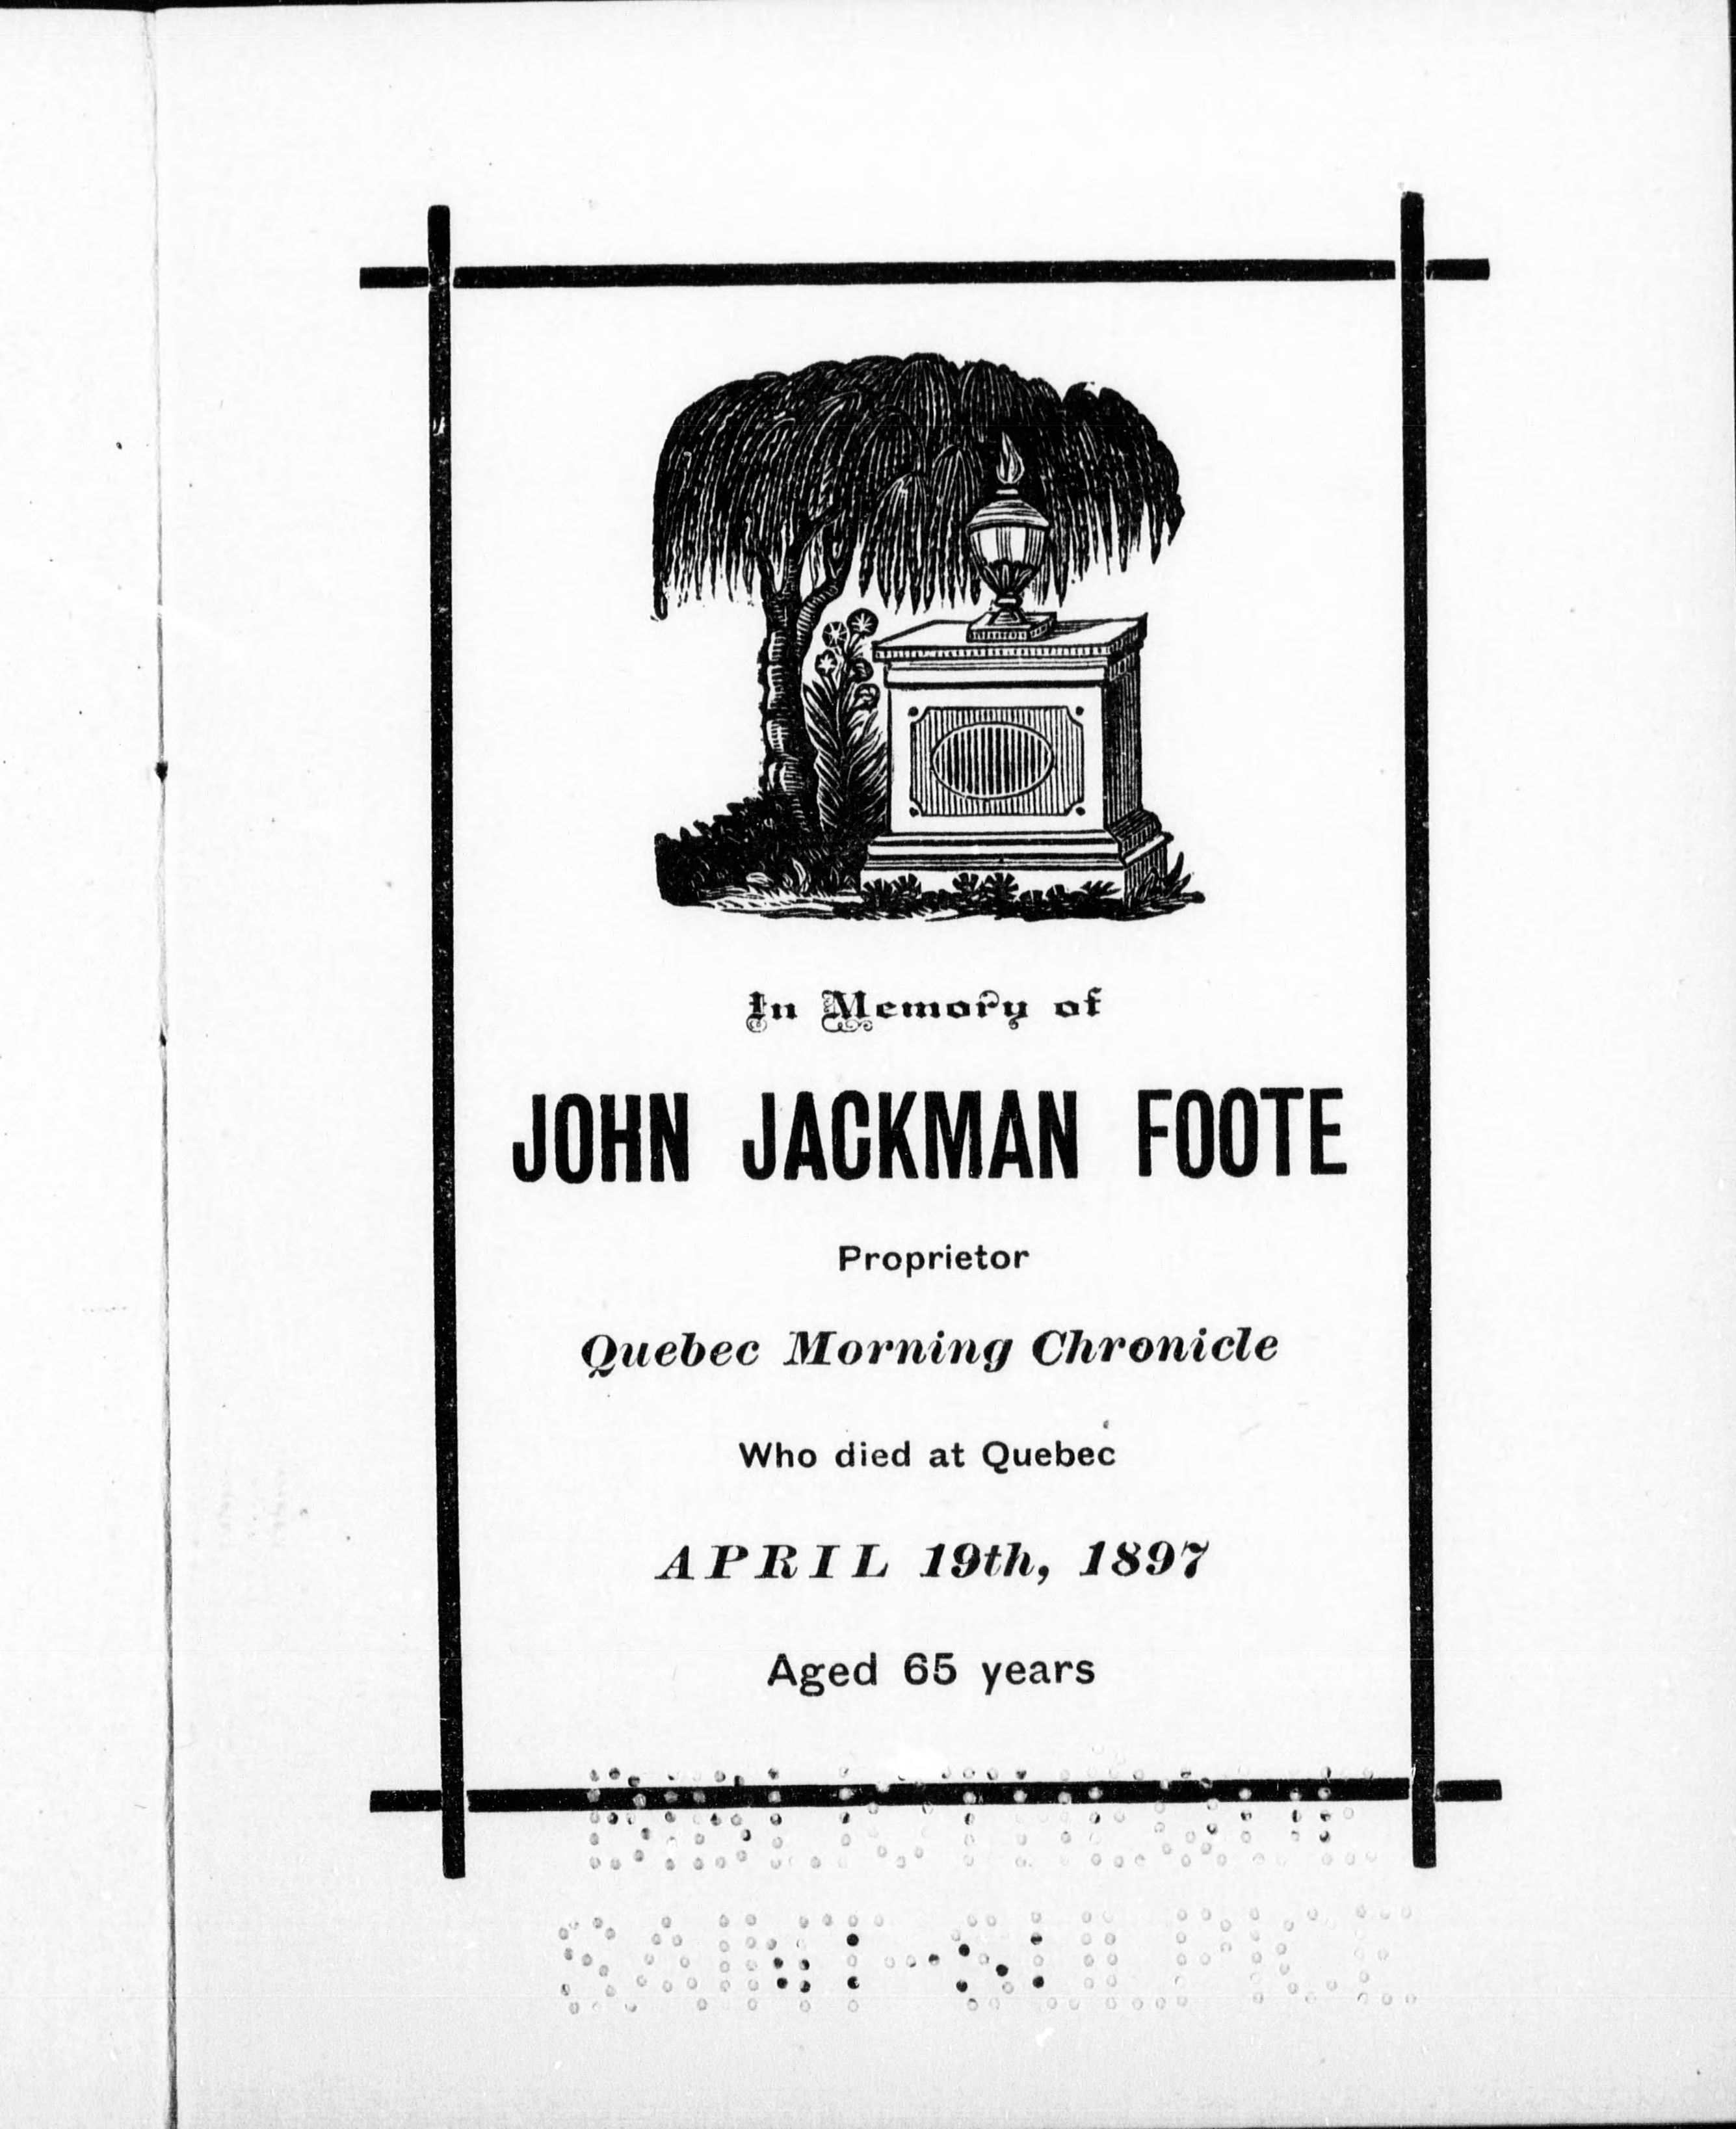 In Memory of
JOHN JACKMAN FOOTE
Proprietor
Quebec Morning Chronicle
Who died at Quebec
APRIL 19th, 1897
Aged 65 years